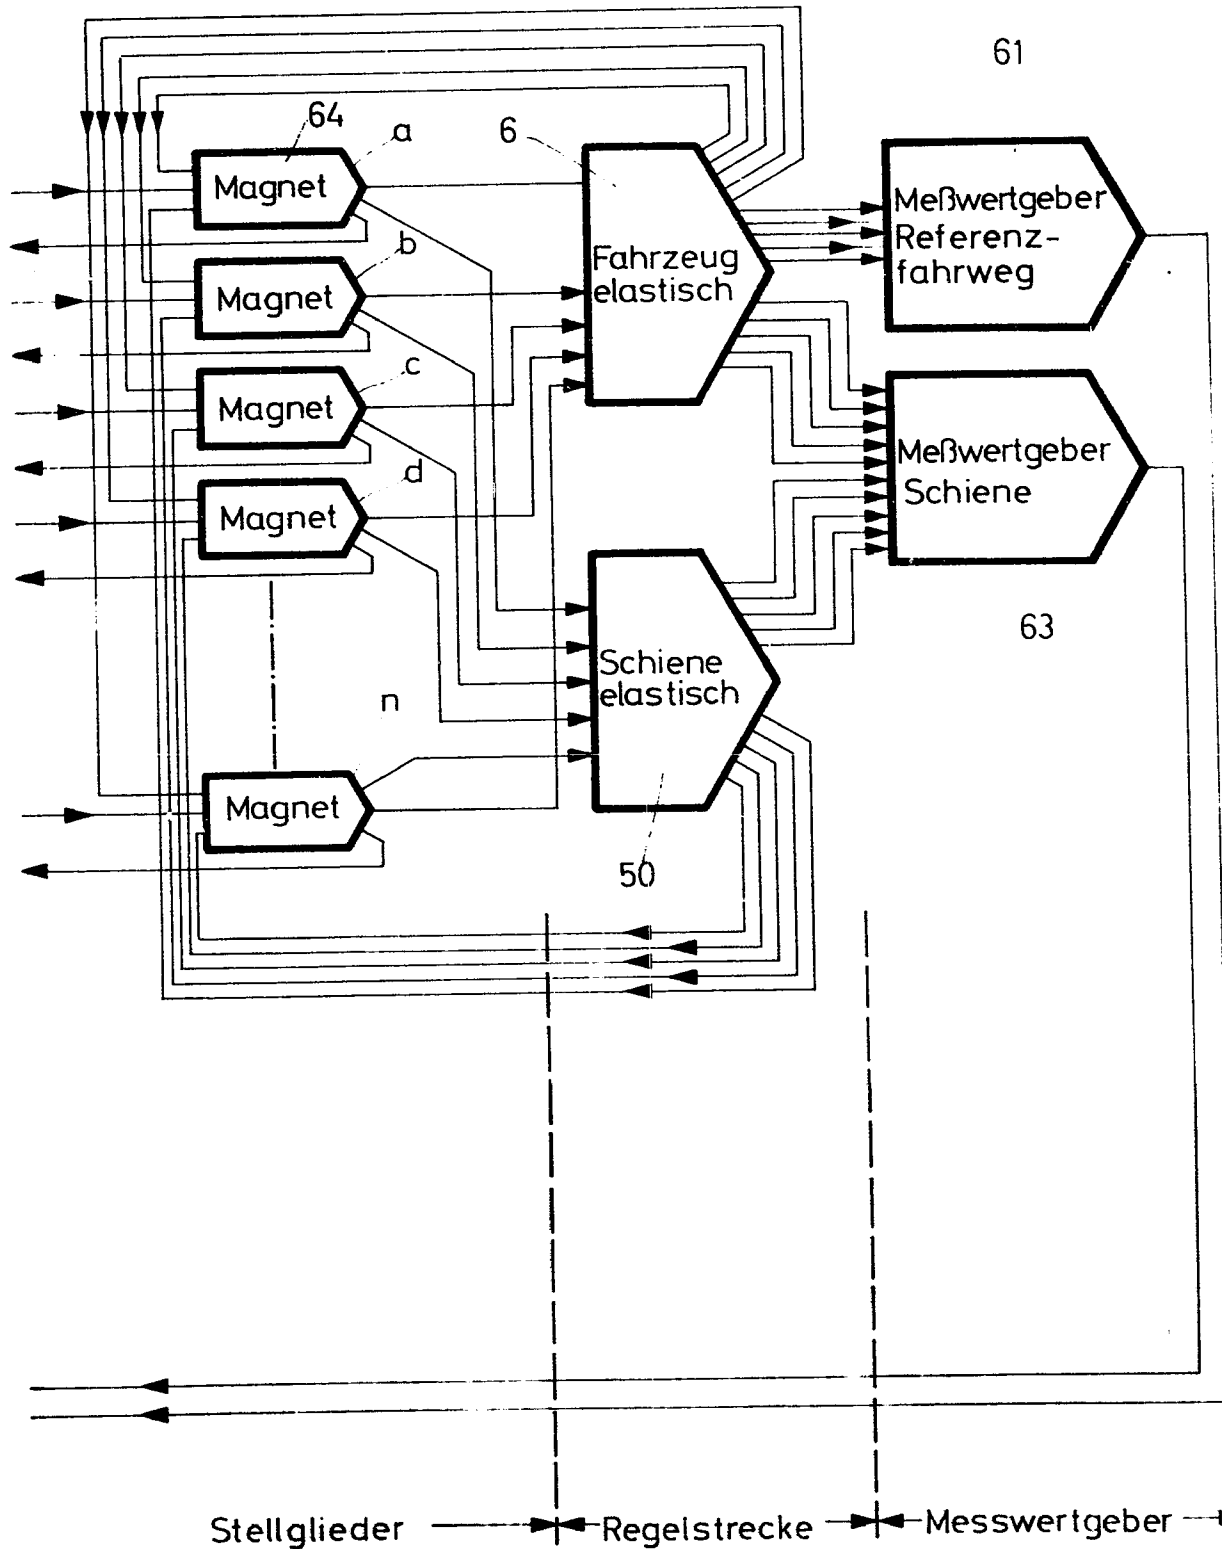 61
64
a
6
Magnet
Meßwertgeber
Referenz-
fahrweg
b
Fahrzeug
elastisch
Magnet
c
Magnet
Meßwertgeber
Schiene
d
Magnet
63
Schiene
elastisch
n
Magnet
50
Stellglieder
Regelstrecke
Messwertgeber